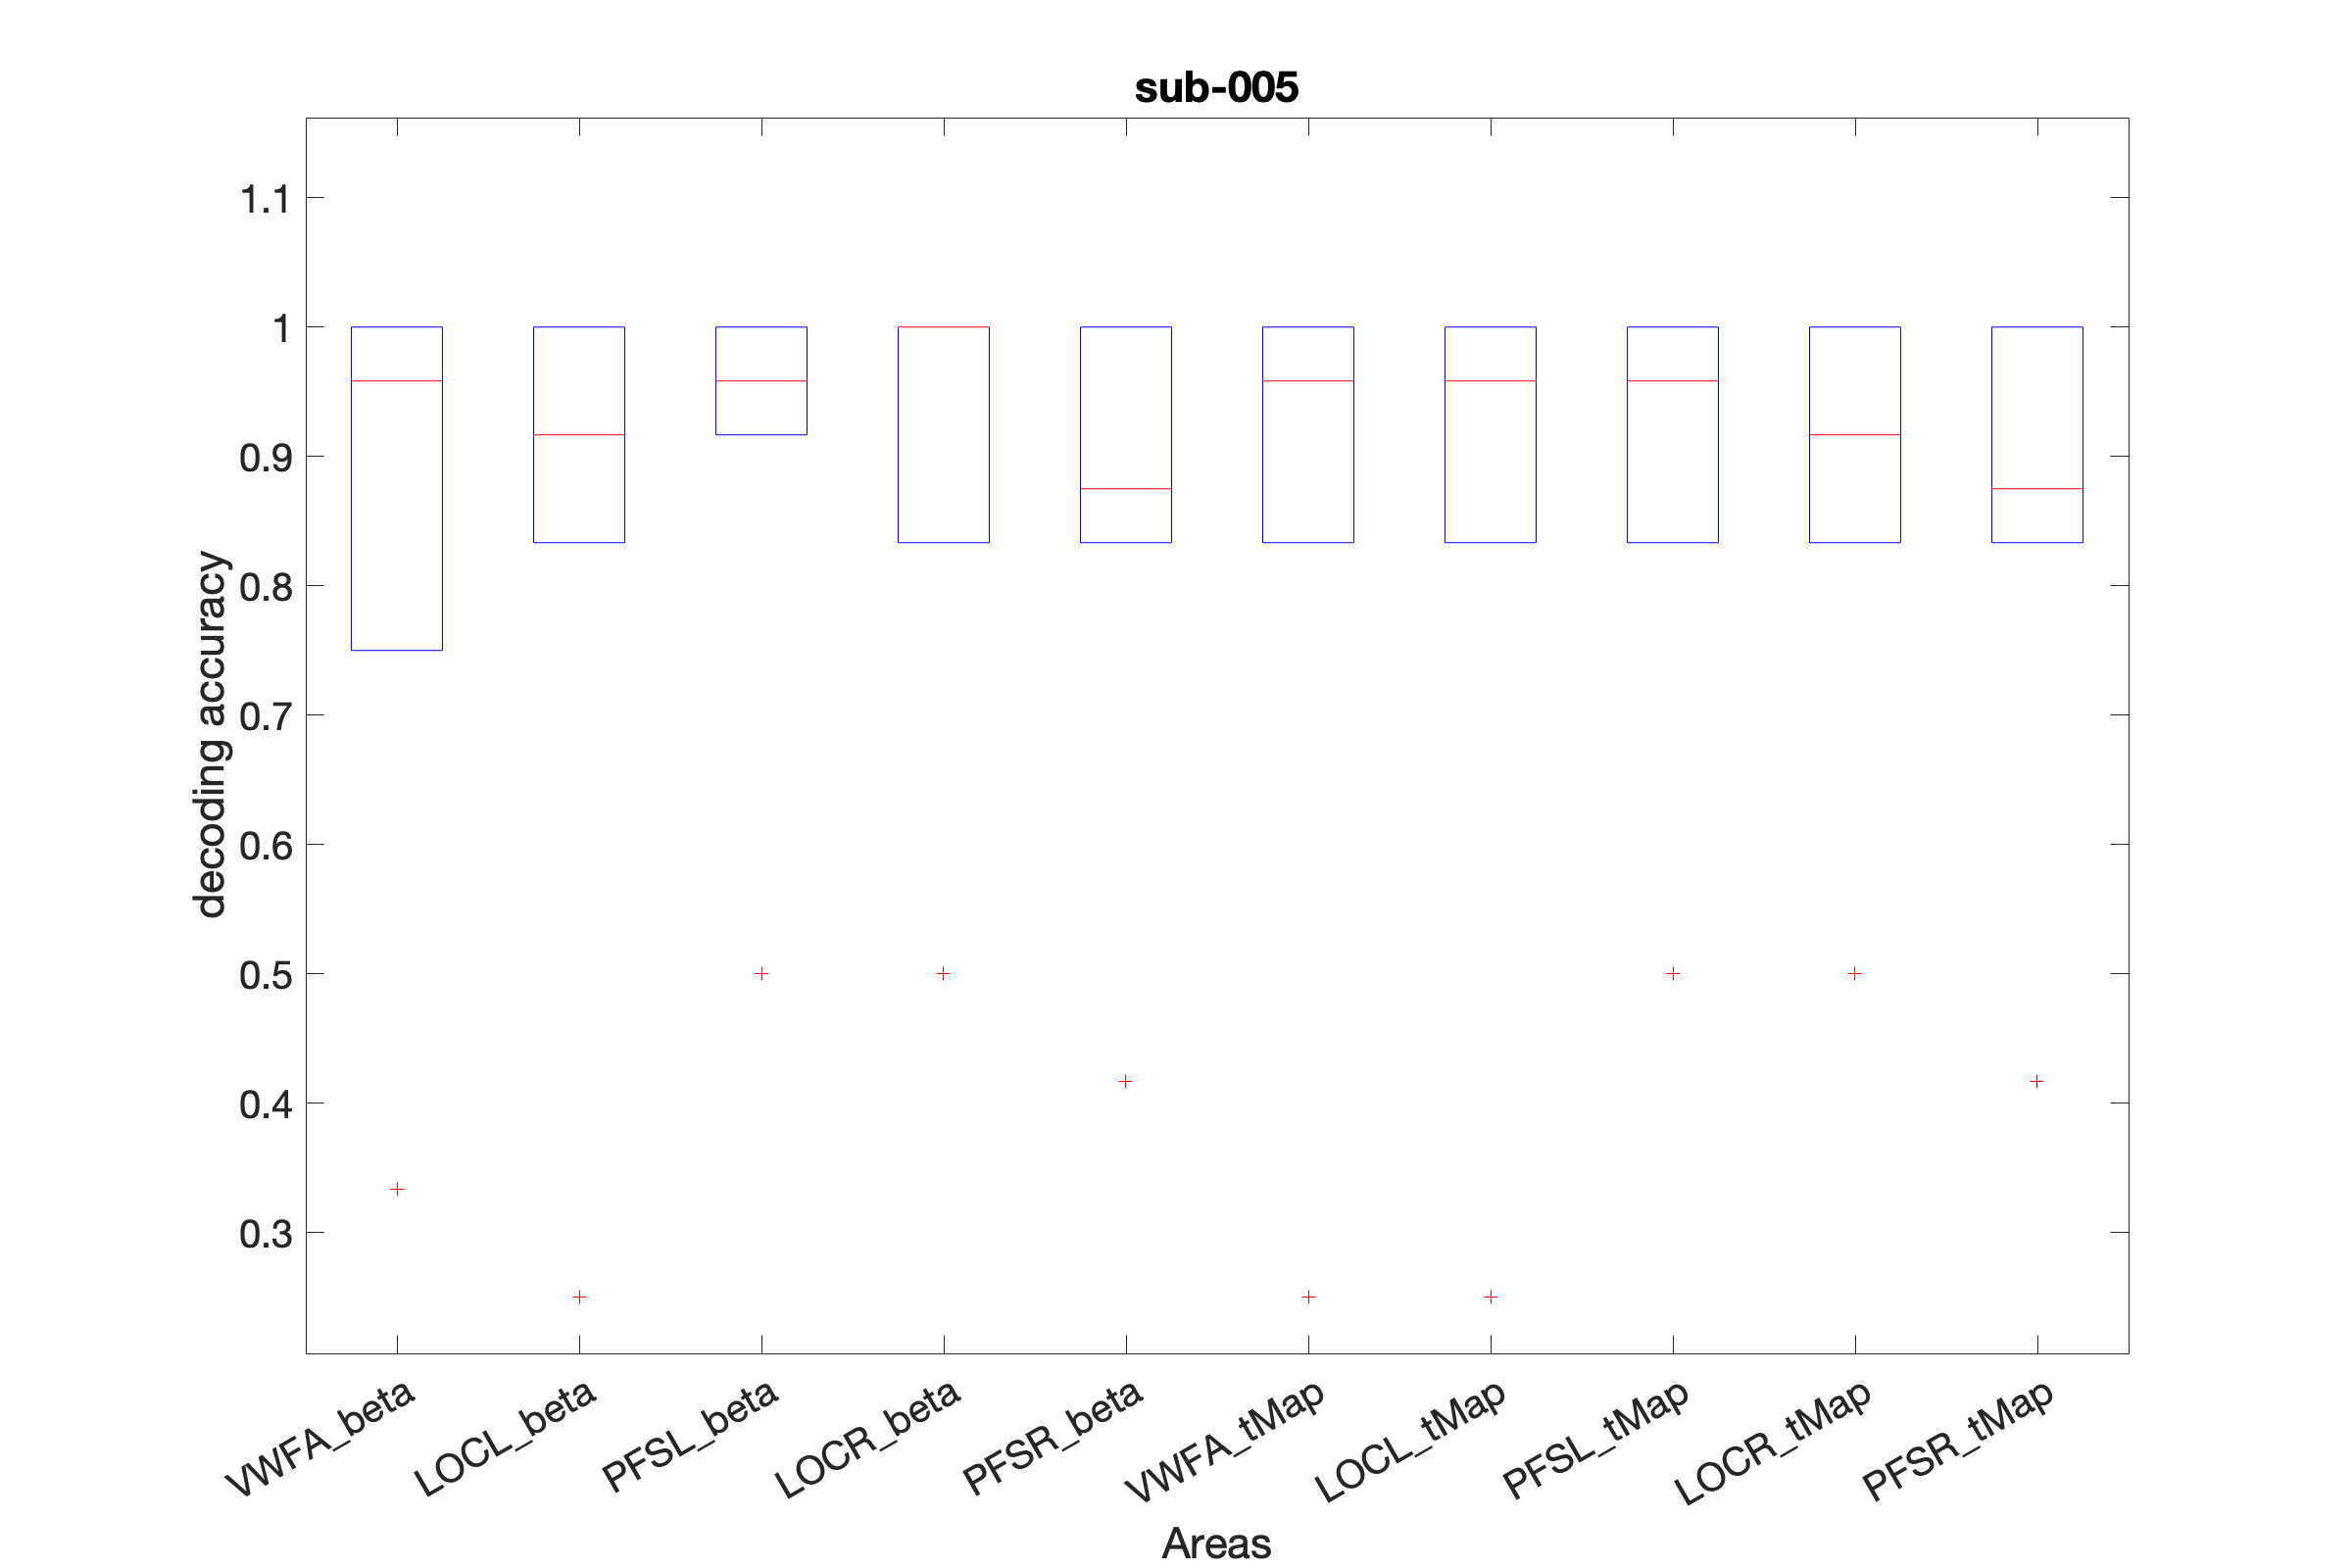 sub-005
decoding accuracy
1.1
1
0.9
0.8
0.7
0.6
0.5
0.4
0.3
VWFA_beta
LOCL_beta
PFSL_beta
LOCR_beta
PFSR_beta
VWFA_tMap
LOCL_tMap
PFSL_tMap
LOCR_tMap
PFSR_tMap
Areas